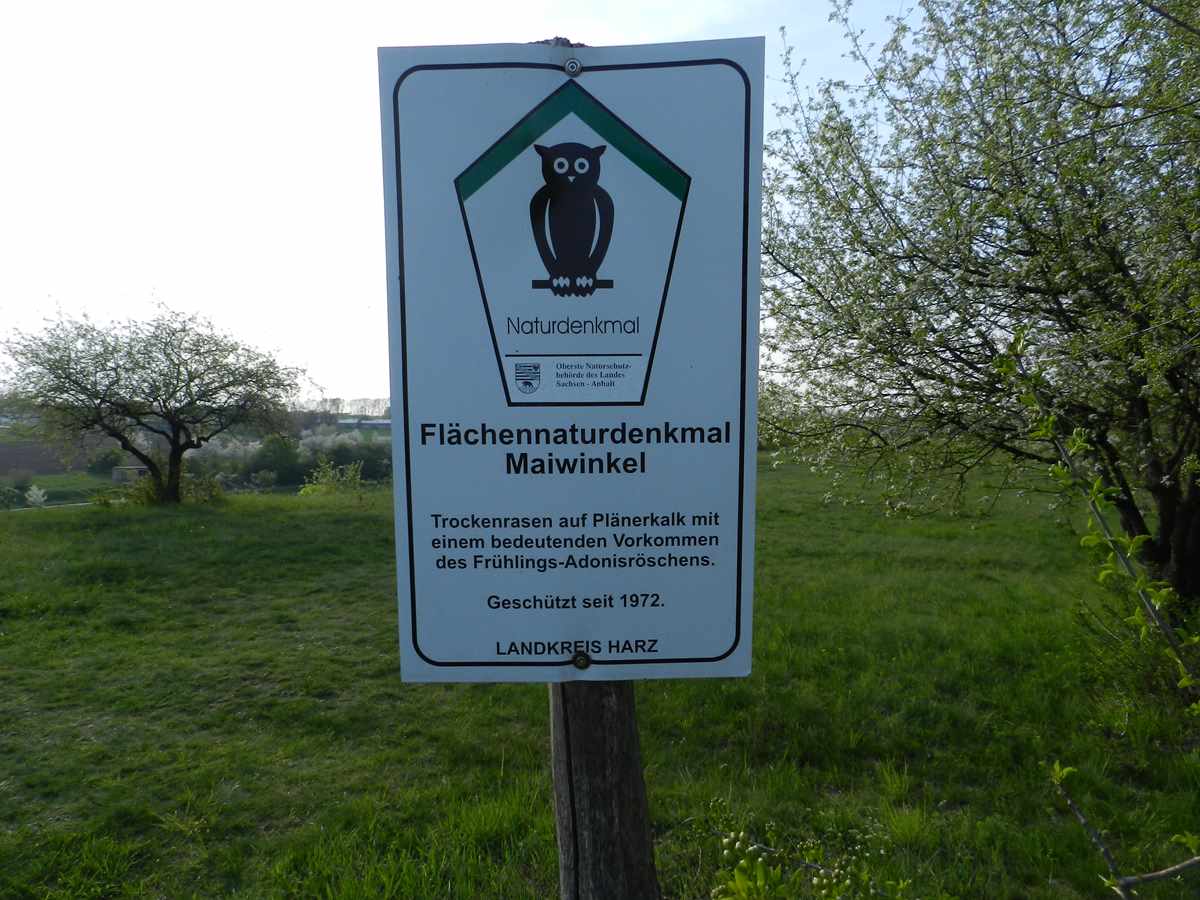 Naturdenkmal
Oberste Naturschutz-
behörde des Landes
Sachsen - Anhalt
Flächennaturdenkmal
Maiwinkel
Trockenrasen auf Plänerkalk mit
einem bedeutenden Vorkommen
des Frühlings-Adonisröschens.
Geschützt seit 1972.
LANDKREIS HARZ